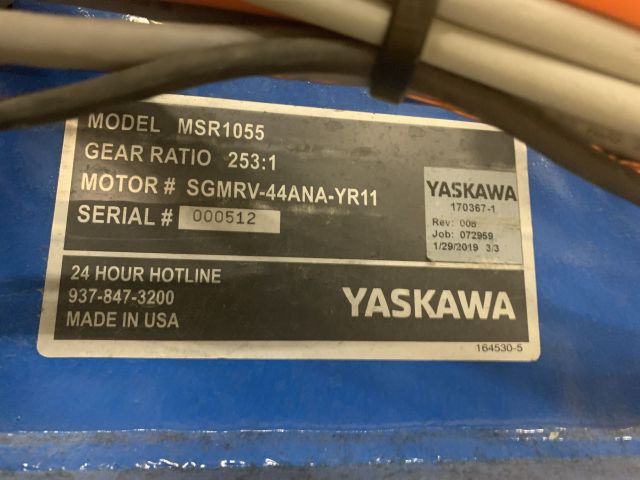 MODEL MSR1055
GEAR RATIO 253:1
MOTOR # SGMRV-44ANA-YR11
SERIAL # 000512
YASKAWA
170367-1
Rev: 00B
Job: 072959
1/29/2019 3/3
24 HOUR HOTLINE
937-847-3200
MADE IN USA
YASKAWA
164530-5